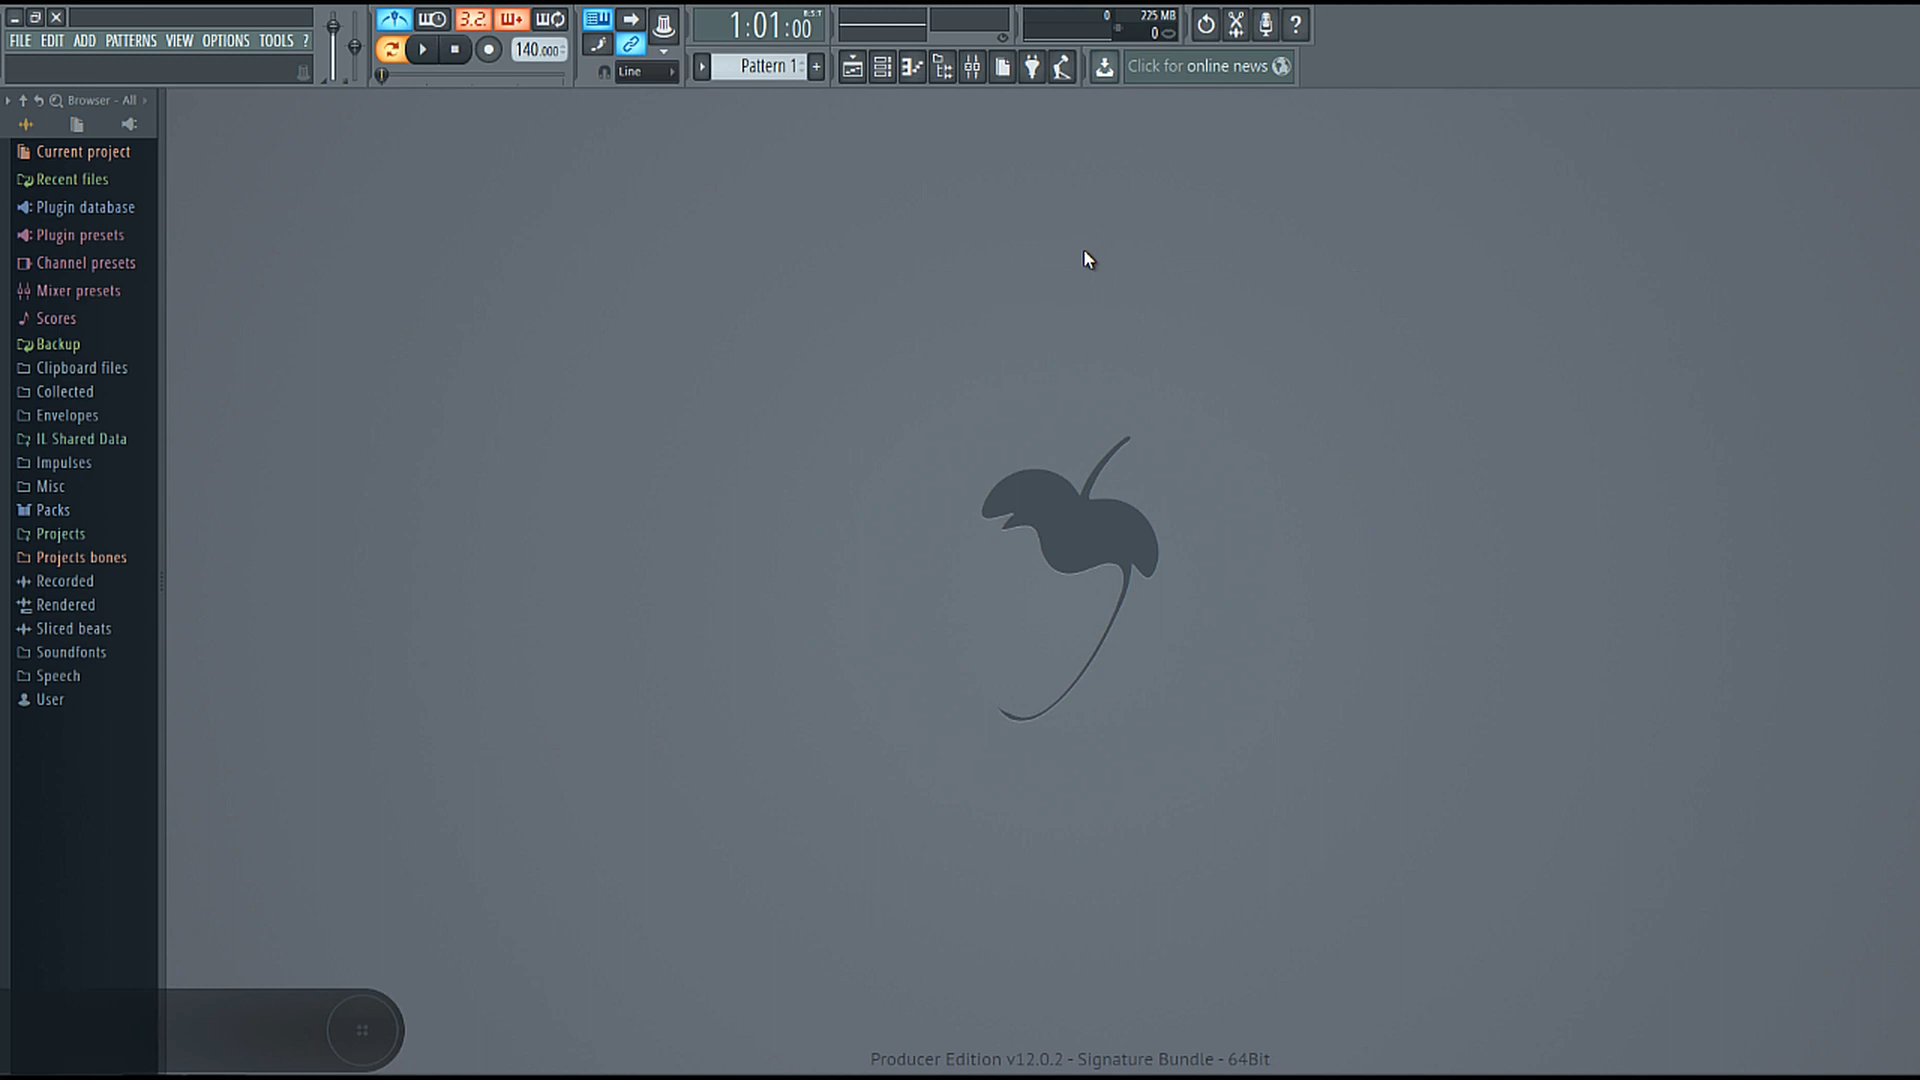 FILE EDIT ADD PATTERNS VIEW OPTIONS TOOLS ?
3.2.
140.000
Line
1:01:00
B:S:T
Pattern 1
+
0
225 MB
0
?
Click for online news
Browser - All
Current project
Recent files
Plugin database
Plugin presets
Channel presets
Mixer presets
Scores
Backup
Clipboard files
Collected
Envelopes
IL Shared Data
Impulses
Misc
Packs
Projects
Projects bones
Recorded
Rendered
Sliced beats
Soundfonts
Speech
User
Producer Edition v12.0.2 - Signature Bundle - 64Bit